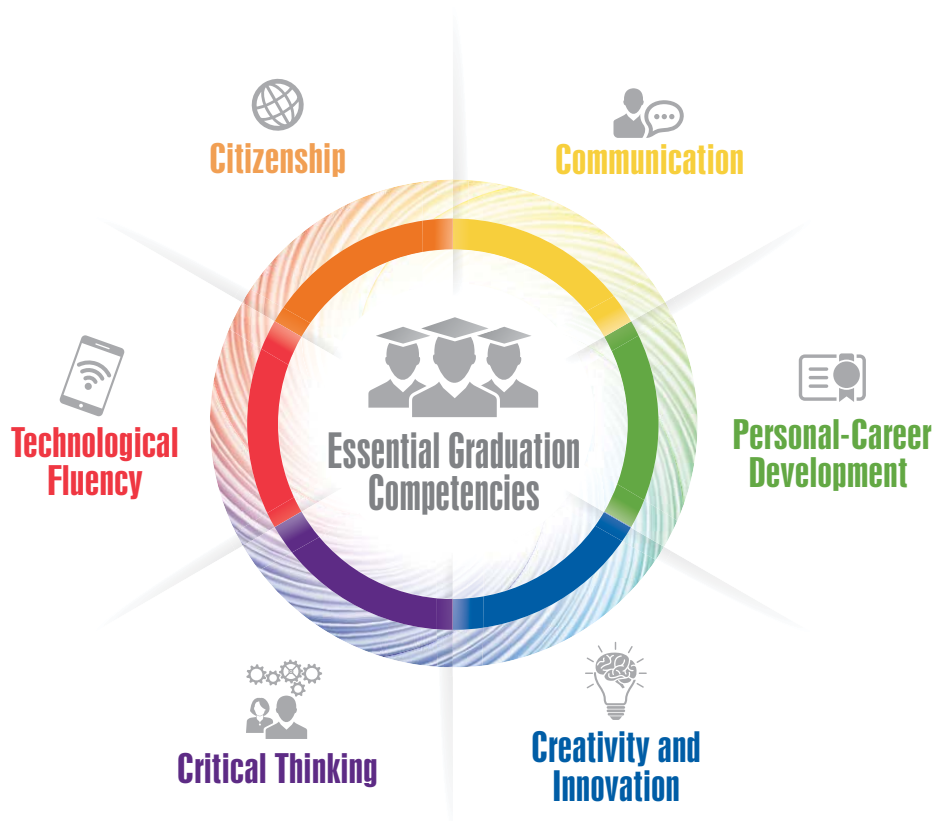 Citizenship
Communication
Technological
Fluency
Essential Graduation
Competencies
Personal-Career
Development
Critical Thinking
Creativity and
Innovation